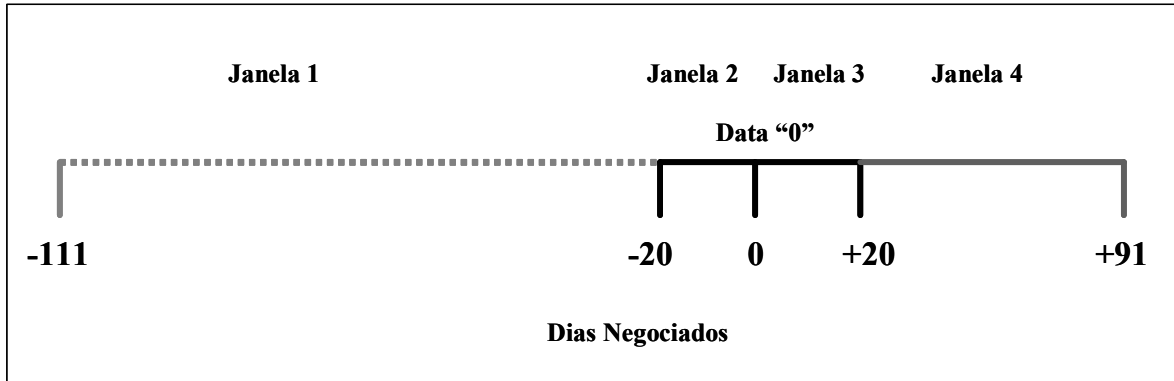 Janela 1 Janela 2 Janela 3 Janela 4
Data “0”
-111 -20 0 +20 +91
Dias Negociados